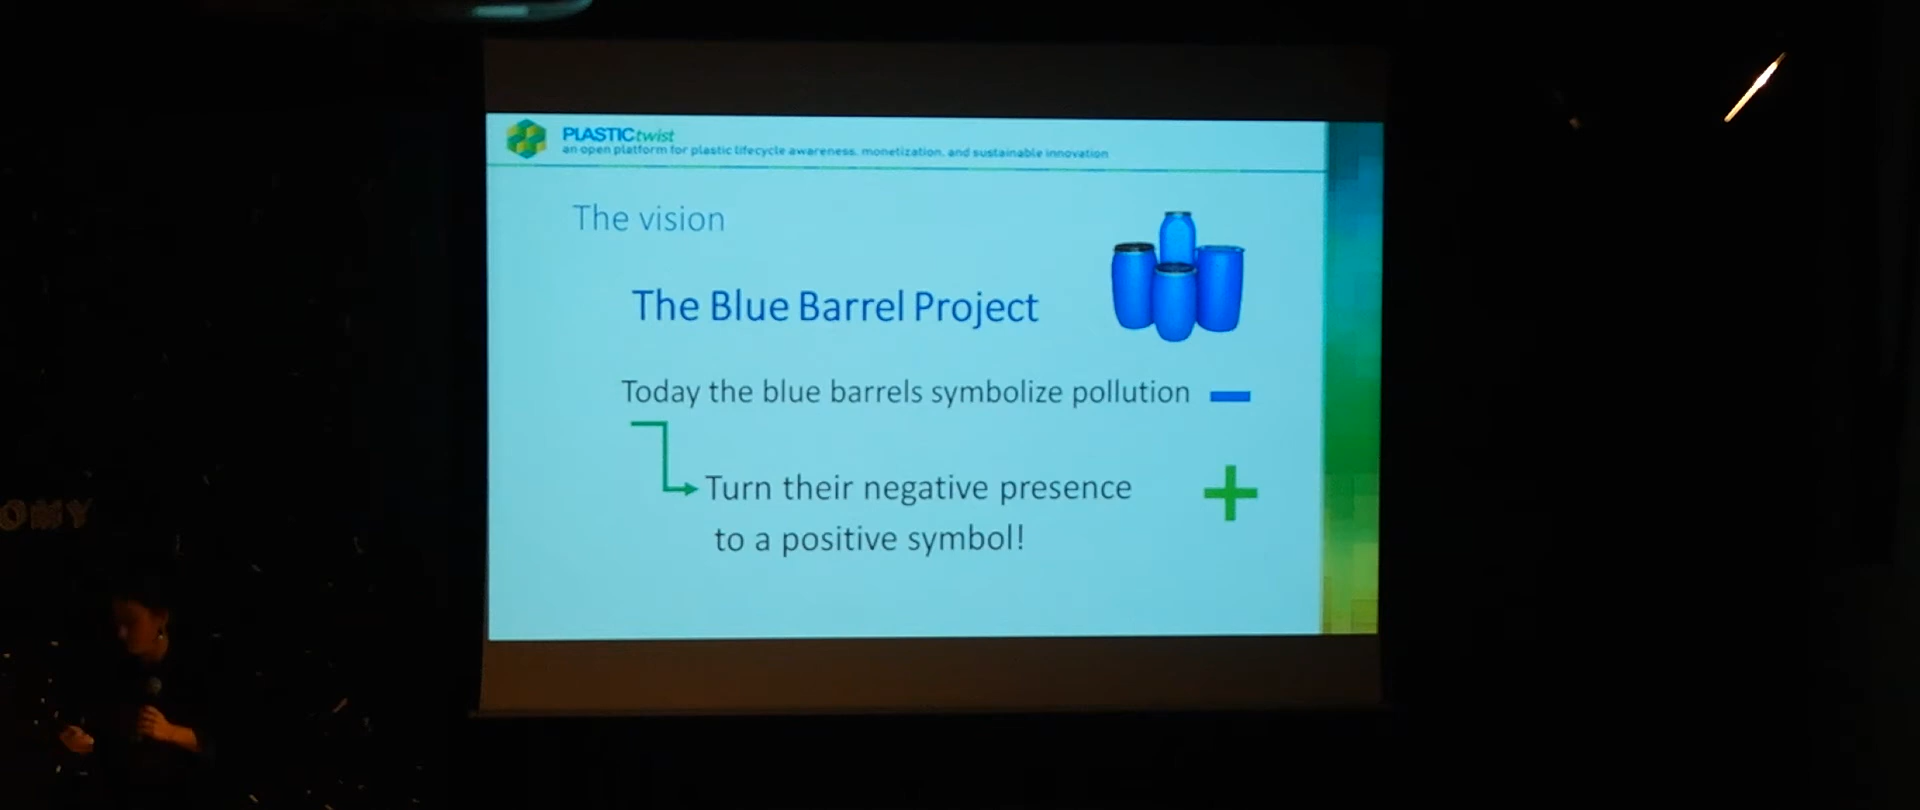 PLASTICtwist
an open platform for plastic lifecycle awareness, monetization, and sustainable innovation
The vision
The Blue Barrel Project
Today the blue barrels symbolize pollution
Turn their negative presence
to a positive symbol!
OMY